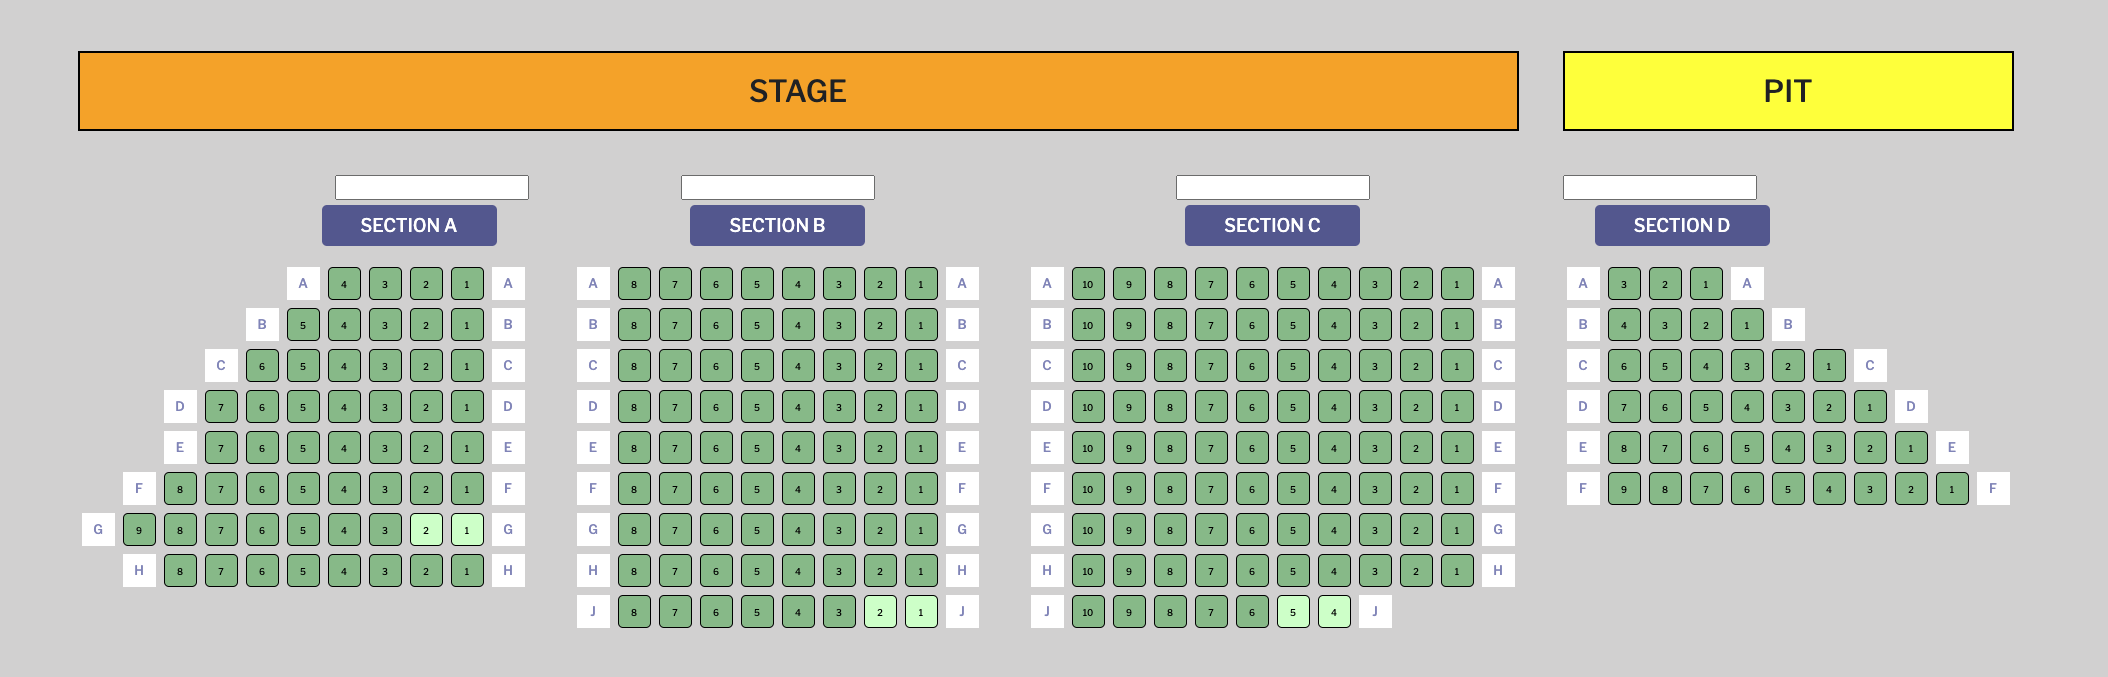 STAGE PIT
SECTION A SECTION B SECTION C SECTION D
A 4 3 2 1 A A 8 7 6 5 4 3 2 1 A A 10 9 8 7 6 5 4 3 2 1 A A 3 2 1 A
B 5 4 3 2 1 B B 8 7 6 5 4 3 2 1 B B 10 9 8 7 6 5 4 3 2 1 B B 4 3 2 1 B
C 6 5 4 3 2 1 C C 8 7 6 5 4 3 2 1 C C 10 9 8 7 6 5 4 3 2 1 C C 6 5 4 3 2 1 C
D 7 6 5 4 3 2 1 D D 8 7 6 5 4 3 2 1 D D 10 9 8 7 6 5 4 3 2 1 D D 7 6 5 4 3 2 1 D
E 7 6 5 4 3 2 1 E E 8 7 6 5 4 3 2 1 E E 10 9 8 7 6 5 4 3 2 1 E E 8 7 6 5 4 3 2 1 E
F 8 7 6 5 4 3 2 1 F F 8 7 6 5 4 3 2 1 F F 10 9 8 7 6 5 4 3 2 1 F F 9 8 7 6 5 4 3 2 1 F
G 9 8 7 6 5 4 3 2 1 G G 8 7 6 5 4 3 2 1 G G 10 9 8 7 6 5 4 3 2 1 G
H 8 7 6 5 4 3 2 1 H H 8 7 6 5 4 3 2 1 H H 10 9 8 7 6 5 4 3 2 1 H
J 8 7 6 5 4 3 2 1 J J 10 9 8 7 6 5 4 J